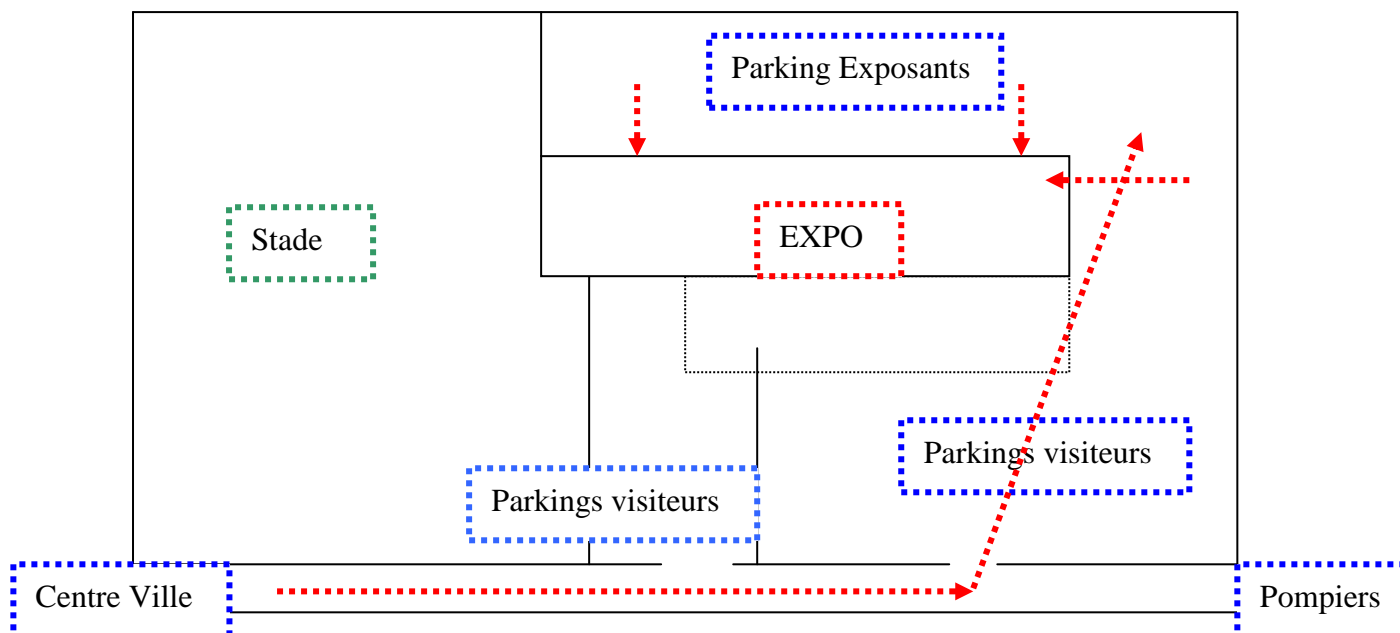 Parking Exposants
Stade
EXPO
Parkings visiteurs
Parkings visiteurs
Centre Ville
Pompiers